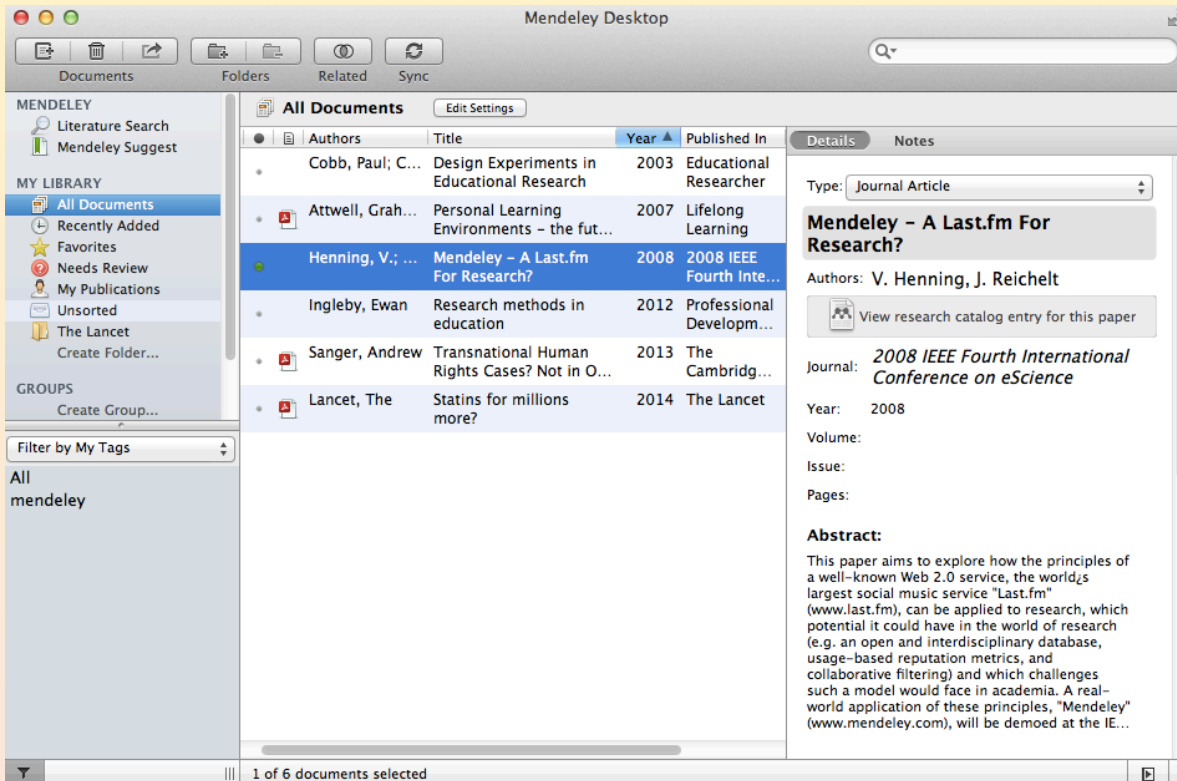 Mendeley Desktop
Documents
Folders
Related
Sync
MENDELEY
Literature Search
Mendeley Suggest
MY LIBRARY
All Documents
Recently Added
Favorites
Needs Review
My Publications
Unsorted
The Lancet
Create Folder...
GROUPS
Create Group...
Filter by My Tags
All
mendeley
All Documents Edit Settings
Authors Title Year Published In
Cobb, Paul; C... Design Experiments in 2003 Educational
Educational Research Researcher
Attwell, Grah... Personal Learning 2007 Lifelong
Environments – the fut... Learning
Henning, V.; ... Mendeley – A Last.fm 2008 2008 IEEE
For Research? Fourth Inte...
Ingleby, Ewan Research methods in 2012 Professional
education Developm...
Sanger, Andrew Transnational Human 2013 The
Rights Cases? Not in O... Cambridg...
Lancet, The Statins for millions 2014 The Lancet
more?
1 of 6 documents selected
Details Notes
Type: Journal Article
Mendeley – A Last.fm For
Research?
Authors: V. Henning, J. Reichelt
View research catalog entry for this paper
Journal: 2008 IEEE Fourth International
Conference on eScience
Year: 2008
Volume:
Issue:
Pages:
Abstract:
This paper aims to explore how the principles of
a well-known Web 2.0 service, the world¿s
largest social music service "Last.fm"
(www.last.fm), can be applied to research, which
potential it could have in the world of research
(e.g. an open and interdisciplinary database,
usage-based reputation metrics, and
collaborative filtering) and which challenges
such a model would face in academia. A real-
world application of these principles, "Mendeley"
(www.mendeley.com), will be demoed at the IE...